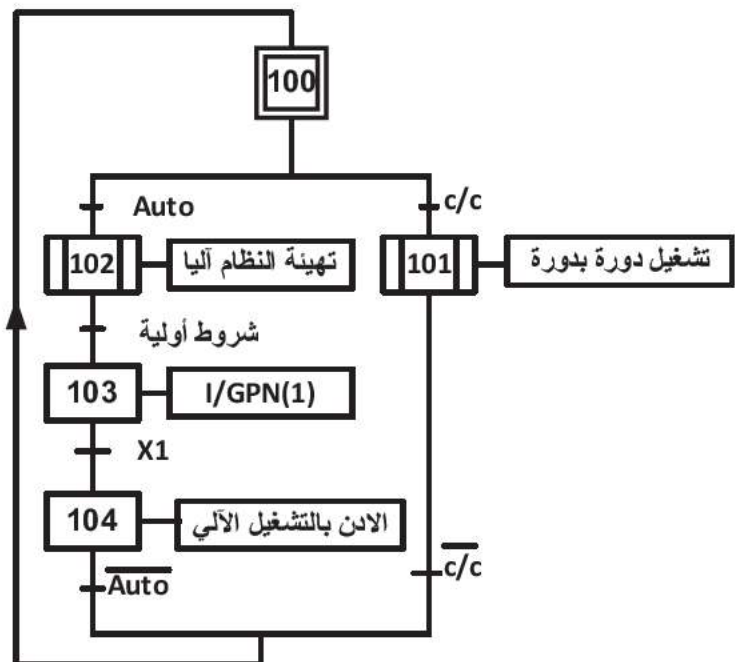 100
Auto
c/c
102
تهيئة النظام آليا
101
تشغيل دورة بدورة
شروط أولية
103
I/GPN(1)
X1
104
الادن بالتشغيل الآلي
A̅u̅t̅o̅
c̅/̅c̅